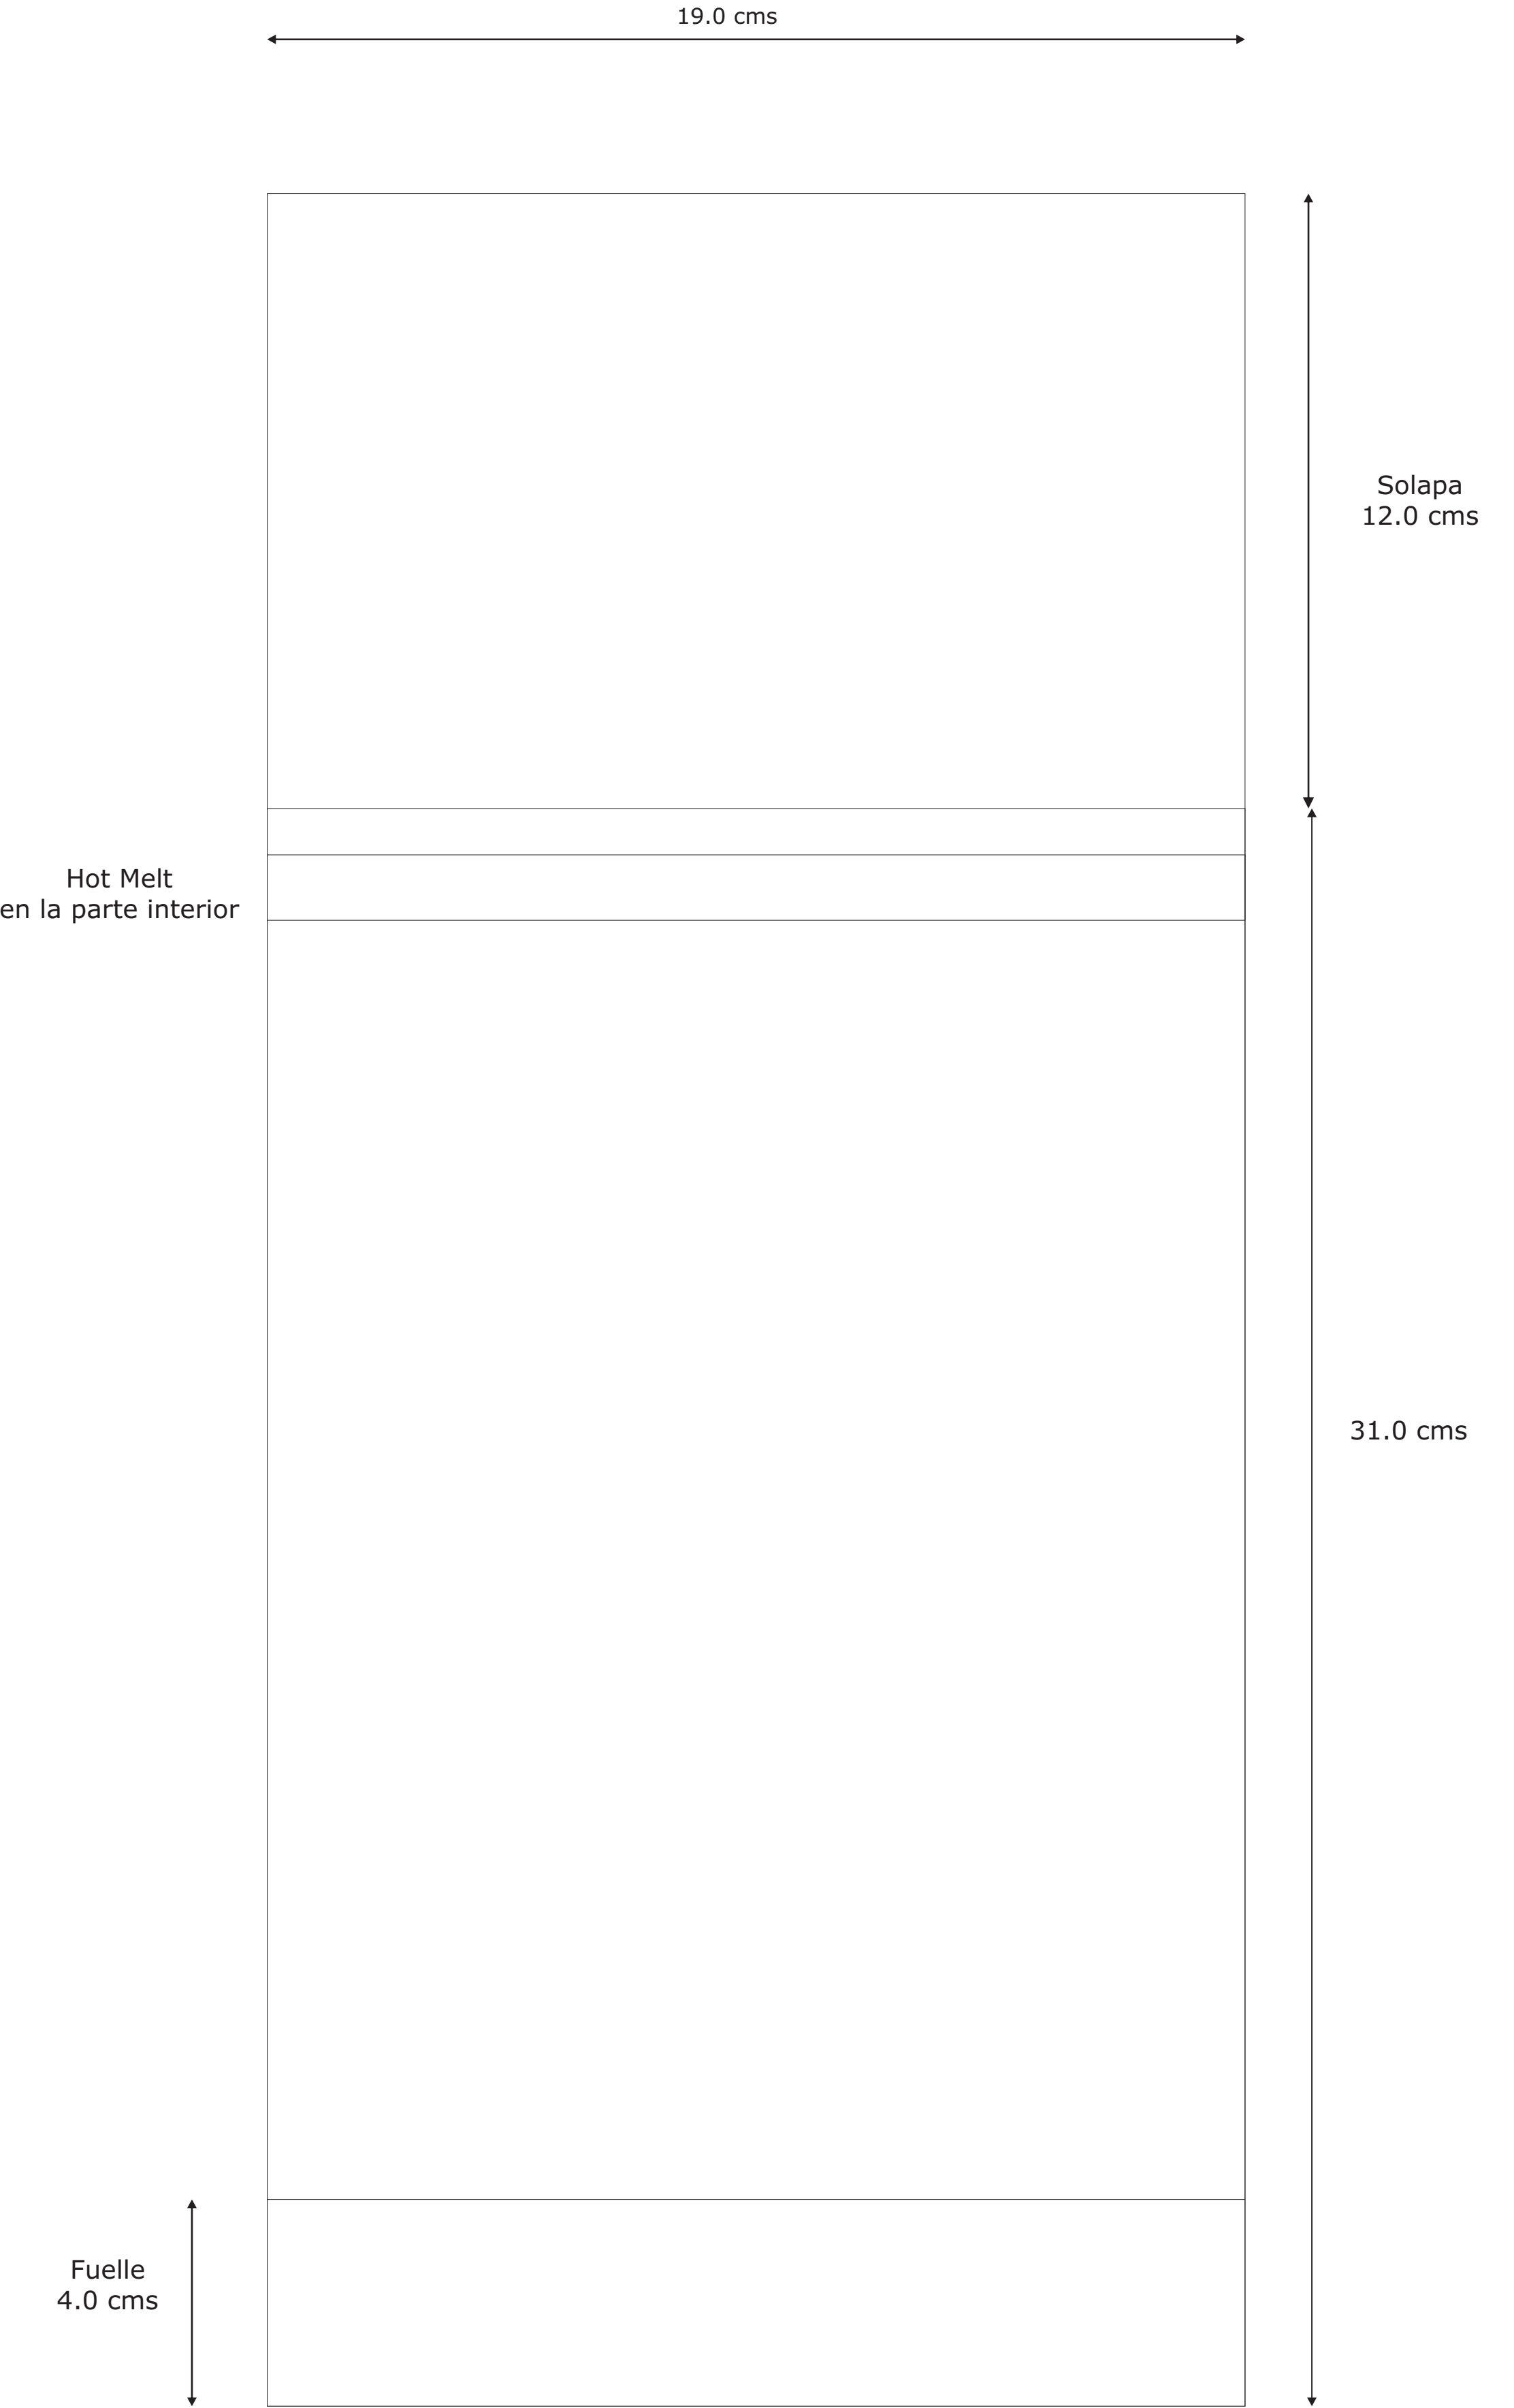 19.0 cms
Solapa
12.0 cms
Hot Melt
en la parte interior
31.0 cms
Fuelle
4.0 cms